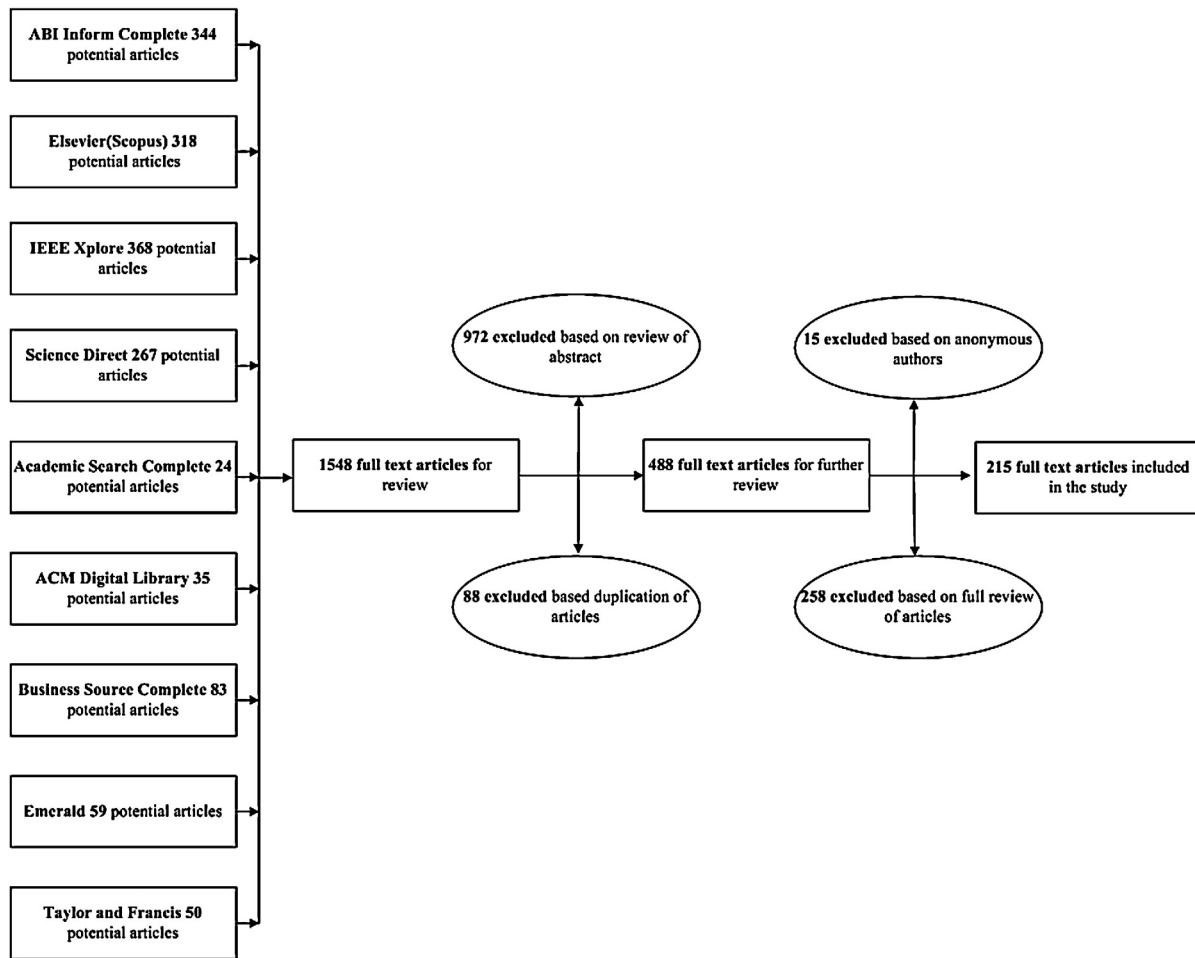 ABI Inform Complete 344
potential articles
Elsevier(Scopus) 318
potential articles
IEEE Xplore 368 potential
articles
Science Direct 267 potential
articles
Academic Search Complete 24
potential articles
ACM Digital Library 35
potential articles
Business Source Complete 83
potential articles
Emerald 59 potential articles
Taylor and Francis 50
potential articles
1548 full text articles for
review
972 excluded based on review of
abstract
88 excluded based duplication of
articles
488 full text articles for further
review
15 excluded based on anonymous
authors
258 excluded based on full review
of articles
215 full text articles included
in the study